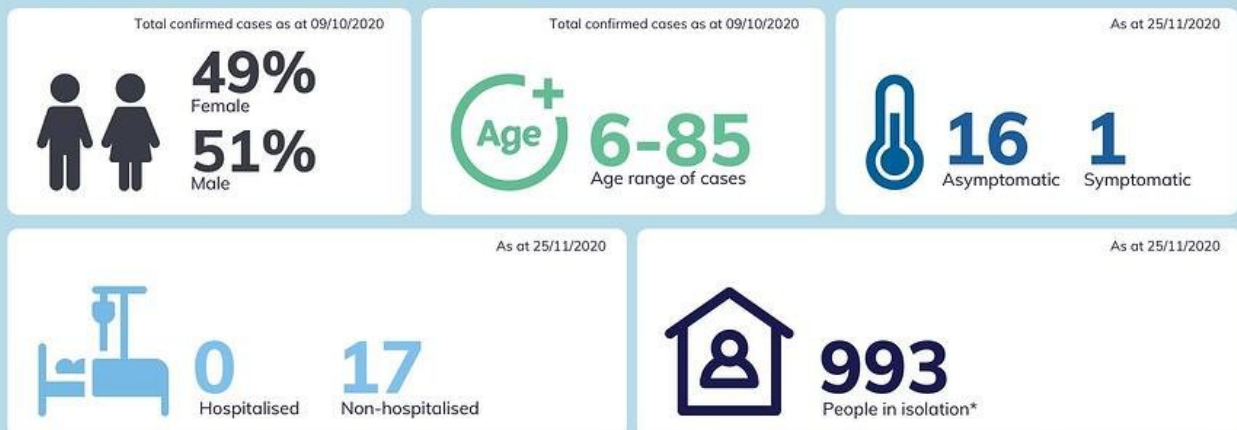 Total confirmed cases as at 09/10/2020
49%
Female
51%
Male
Total confirmed cases as at 09/10/2020
Age
6-85
Age range of cases
As at 25/11/2020
16 1
Asymptomatic Symptomatic
As at 25/11/2020
0 17
Hospitalised Non-hospitalised
As at 25/11/2020
993
People in isolation*